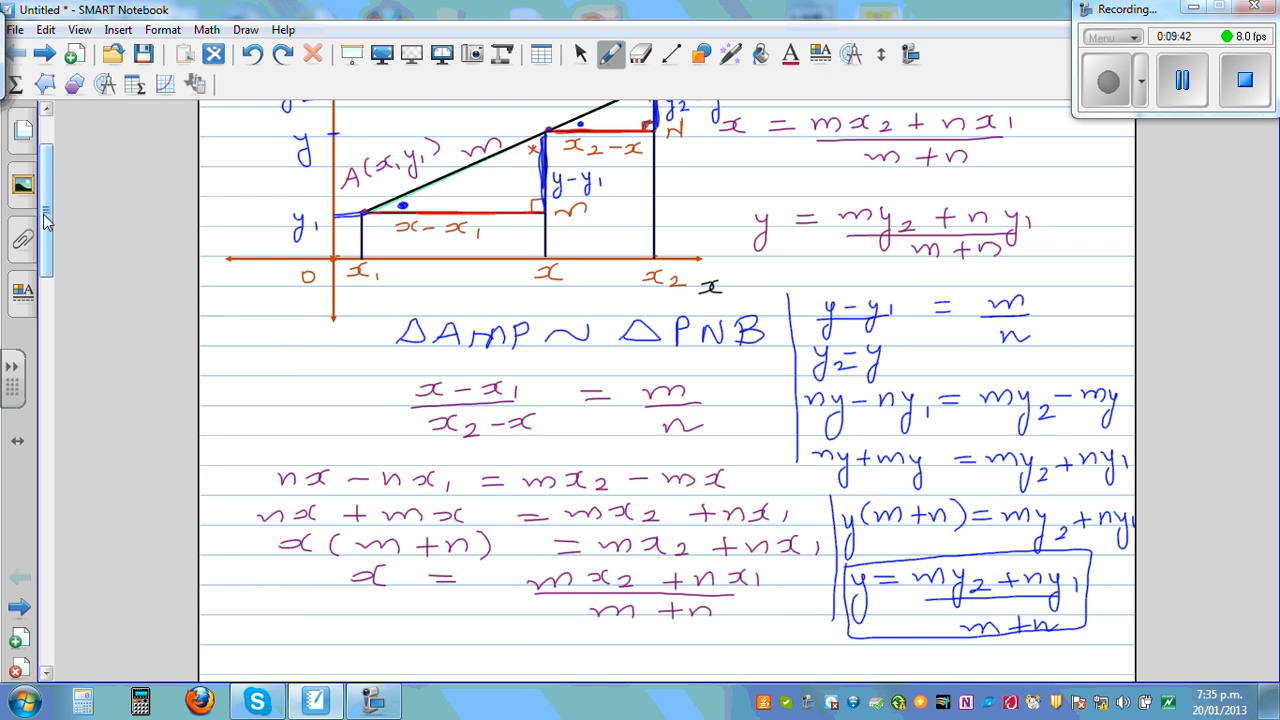 Untitled * - SMART Notebook
File Edit View Insert Format Math Draw Help
Recording...
Menu
0:09:42
8.0 fps
y
y₁
0
A(x,y₁)
m
x - x₁
x₁
y - y₁
m
x
x₂ - x
N
x₂
x
x = mx₂ + nx₁
m + n
y = my₂ + ny₁
m + n
ΔAMP ~ ΔPNB
x - x₁ = m
x₂ - x n
nx - nx₁ = mx₂ - mx
nx + mx = mx₂ + nx₁
x(m+n) = mx₂ + nx₁
x = mx₂ + nx₁
m + n
y - y₁ = m
y₂ = y n
ny - ny₁ = my₂ - my
ny + my = my₂ + ny₁
y(m+n) = my₂ + ny₁
y = my₂ + ny₁
m + n
7:35 p.m.
20/01/2013